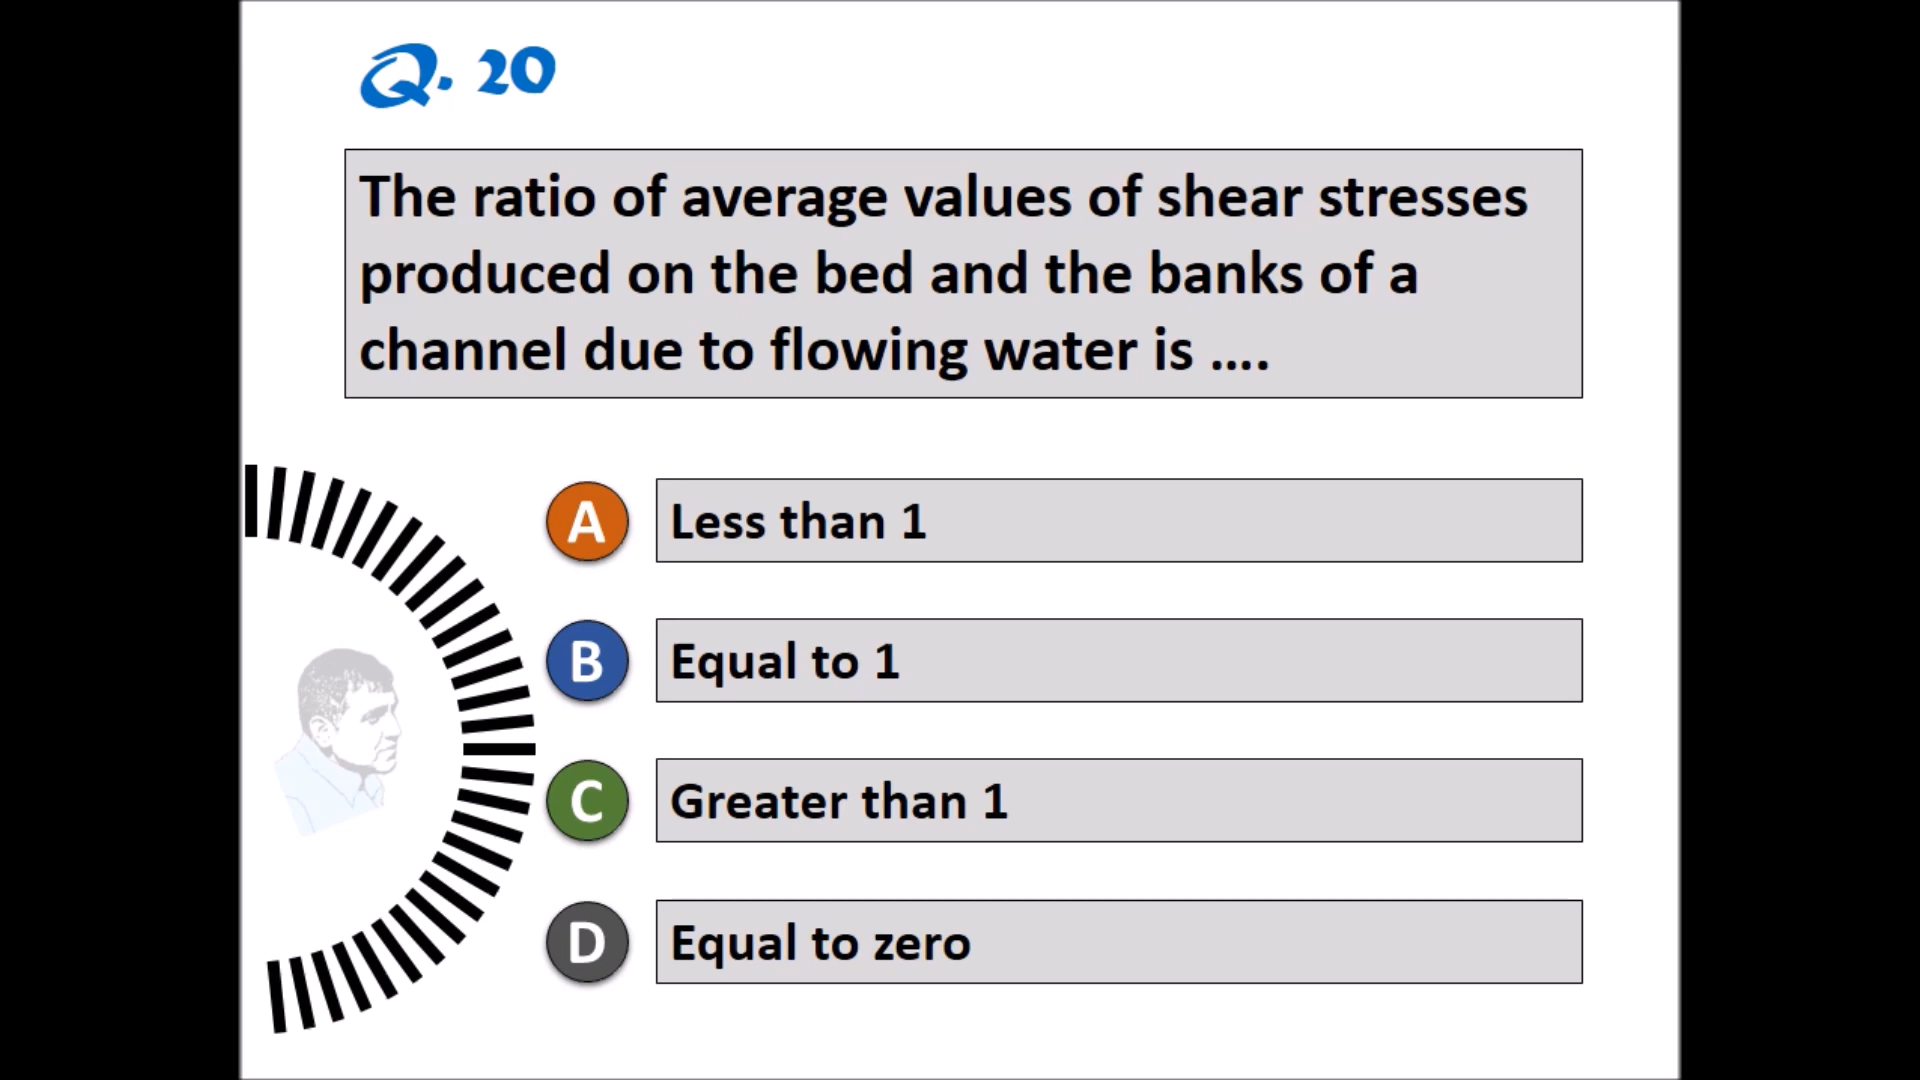 Q. 20
The ratio of average values of shear stresses
produced on the bed and the banks of a
channel due to flowing water is ....
A Less than 1
B Equal to 1
C Greater than 1
D Equal to zero